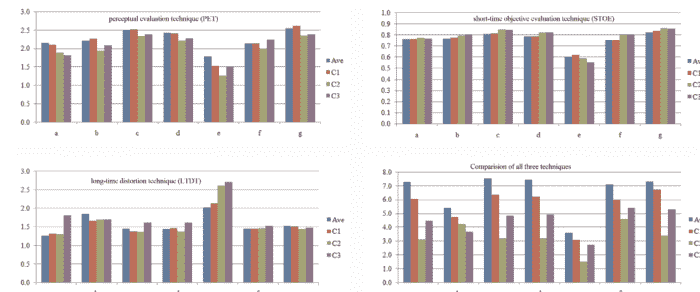 perceptual evaluation technique (PET)
3.0
2.5
2.0
1.5
1.0
0.5
0.0
a b c d e f g
Ave
C1
C2
C3
short-time objective evaluation technique (STOE)
1.0
0.9
0.8
0.7
0.6
0.5
0.4
0.3
0.2
0.1
0.0
a b c d e f g
Av
C1
C2
C3
long-time distortion technique (LTDT)
3.0
2.5
2.0
1.5
1.0
0.5
0.0
Ave
C1
C2
C3
Comparision of all three techniques
8.0
7.0
6.0
5.0
4.0
3.0
2.0
1.0
0.0
Av
C1
C2